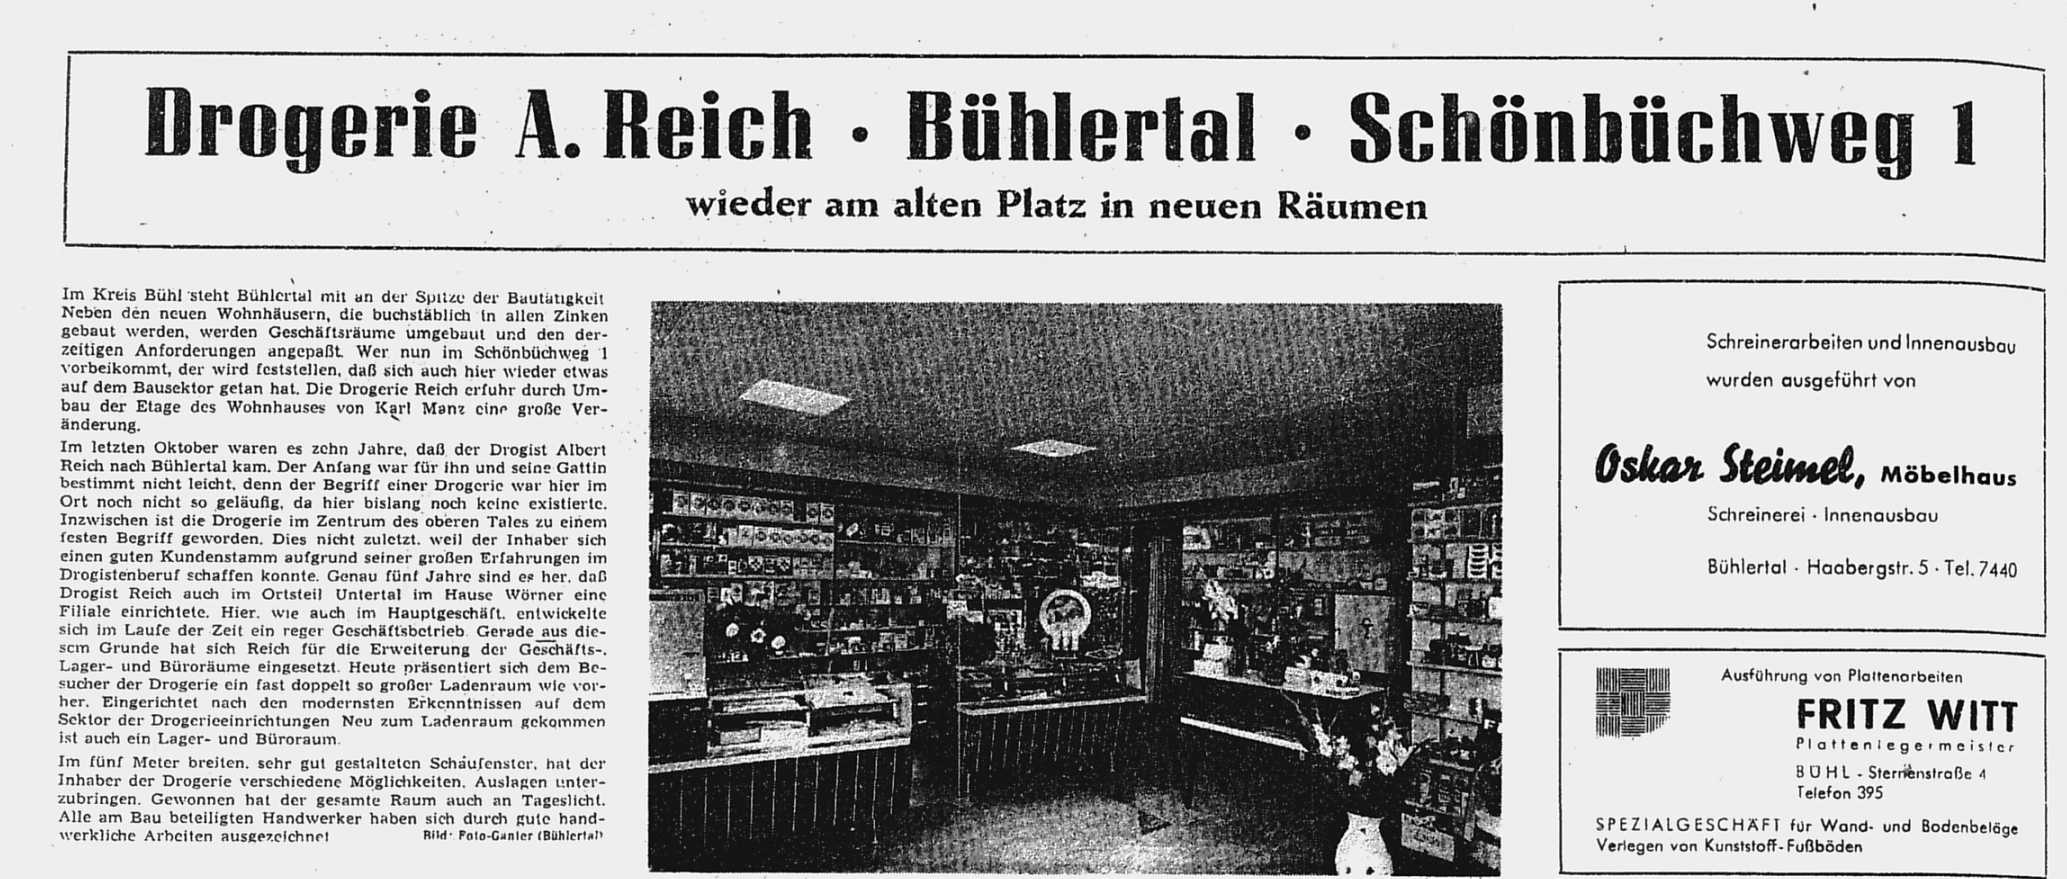 Drogerie A. Reich · Bühlertal · Schönbüchweg 1
wieder am alten Platz in neuen Räumen
Im Kreis Bühl steht Bühlertal mit an der Spitze der Bautätigkeit
Neben den neuen Wohnhäusern, die buchstäblich in allen Zinken
gebaut werden, werden Geschäftsräume umgebaut und den der-
zeitigen Anforderungen angepaßt. Wer nun im Schönbüchweg 1
vorbeikommt, der wird feststellen, daß sich auch hier wieder etwas
auf dem Bausektor getan hat. Die Drogerie Reich erfuhr durch Um-
bau der Etage des Wohnhauses von Karl Manz eine große Ver-
änderung.
Im letzten Oktober waren es zehn Jahre, daß der Drogist Albert
Reich nach Bühlertal kam. Der Anfang war für ihn und seine Gattin
bestimmt nicht leicht, denn der Begriff einer Drogerie war hier im
Ort noch nicht so geläufig, da hier bislang noch keine existierte.
Inzwischen ist die Drogerie im Zentrum des oberen Tales zu einem
festen Begriff geworden. Dies nicht zuletzt, weil der Inhaber sich
einen guten Kundenstamm aufgrund seiner großen Erfahrungen im
Drogistenberuf schaffen konnte. Genau fünf Jahre sind es her, daß
Drogist Reich auch im Ortsteil Untertal im Hause Wörner eine
Filiale einrichtete. Hier, wie auch im Hauptgeschäft, entwickelte
sich im Laufe der Zeit ein reger Geschäftsbetrieb. Gerade aus die-
sem Grunde hat sich Reich für die Erweiterung der Geschäfts-,
Lager- und Büroräume eingesetzt. Heute präsentiert sich dem Be-
sucher der Drogerie ein fast doppelt so großer Ladenraum wie vor-
her. Eingerichtet nach den modernsten Erkenntnissen auf dem
Sektor der Drogerieeinrichtungen Neu zum Ladenraum gekommen
ist auch ein Lager- und Büroraum.
Im fünf Meter breiten, sehr gut gestalteten Schaufenster, hat der
Inhaber der Drogerie verschiedene Möglichkeiten, Auslagen unter-
zubringen. Gewonnen hat der gesamte Raum auch an Tageslicht.
Alle am Bau beteiligten Handwerker haben sich durch gute hand-
werkliche Arbeiten ausgezeichnet
Bild: Foto-Ganter (Bühlertal)
Schreinerarbeiten und Innenausbau
wurden ausgeführt von
Oskar Steimel, Möbelhaus
Schreinerei · Innenausbau
Bühlertal · Haabergstr. 5 · Tel. 7440
Ausführung von Plattenarbeiten
FRITZ WITT
Plattenlegermeister
BÜHL - Sternenstraße 4
Telefon 395
SPEZIALGESCHÄFT für Wand- und Bodenbeläge
Verlegen von Kunststoff-Fußböden